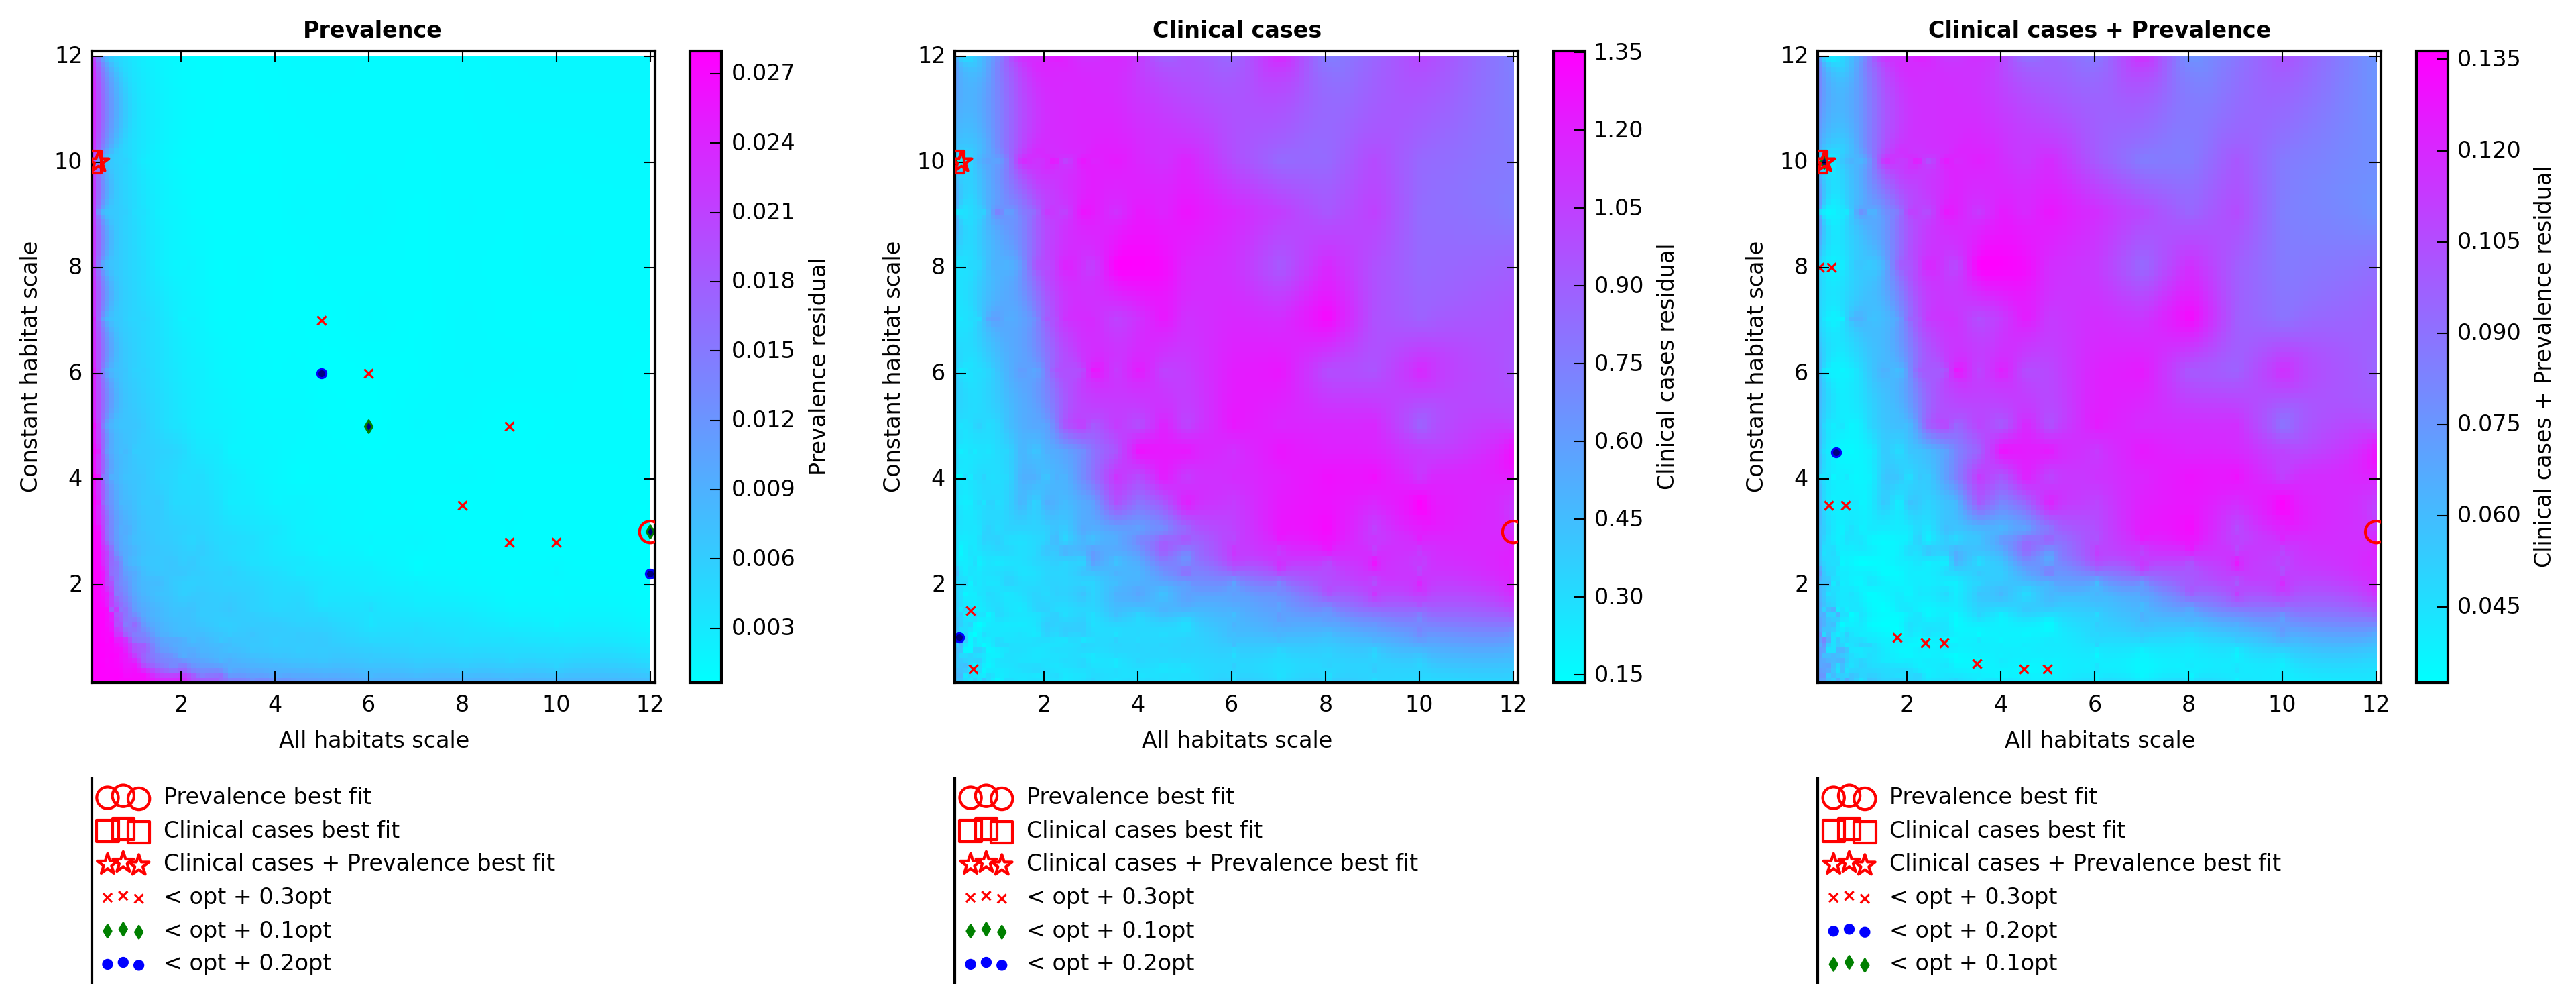 Prevalence
12
10
8
6
4
2
2 4 6 8 10 12
Constant habitat scale
All habitats scale
0.027
0.024
0.021
0.018
0.015
0.012
0.009
0.006
0.003
Prevalence residual
Prevalence best fit
Clinical cases best fit
Clinical cases + Prevalence best fit
< opt + 0.3opt
< opt + 0.1opt
< opt + 0.2opt
Clinical cases
12
10
8
6
4
2
2 4 6 8 10 12
Constant habitat scale
All habitats scale
1.35
1.20
1.05
0.90
0.75
0.60
0.45
0.30
0.15
Clinical cases residual
Prevalence best fit
Clinical cases best fit
Clinical cases + Prevalence best fit
< opt + 0.3opt
< opt + 0.1opt
< opt + 0.2opt
Clinical cases + Prevalence
12
10
8
6
4
2
2 4 6 8 10 12
Constant habitat scale
All habitats scale
0.135
0.120
0.105
0.090
0.075
0.060
0.045
Clinical cases + Prevalence residual
Prevalence best fit
Clinical cases best fit
Clinical cases + Prevalence best fit
< opt + 0.3opt
< opt + 0.2opt
< opt + 0.1opt